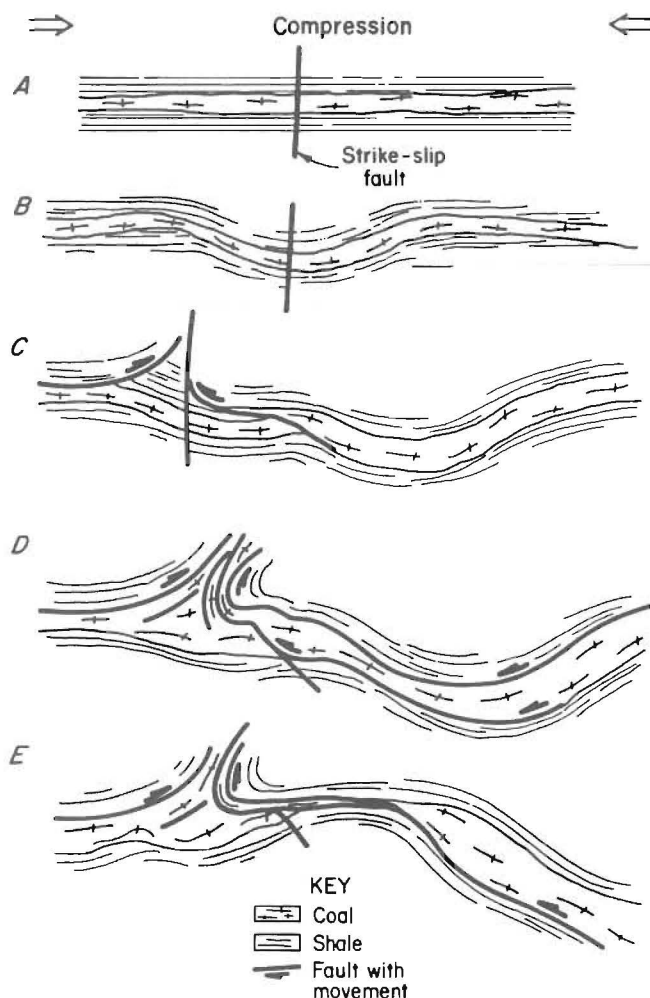 Compression
A
Strike-slip
fault
B
C
D
E
KEY
Coal
Shale
Fault with
movement